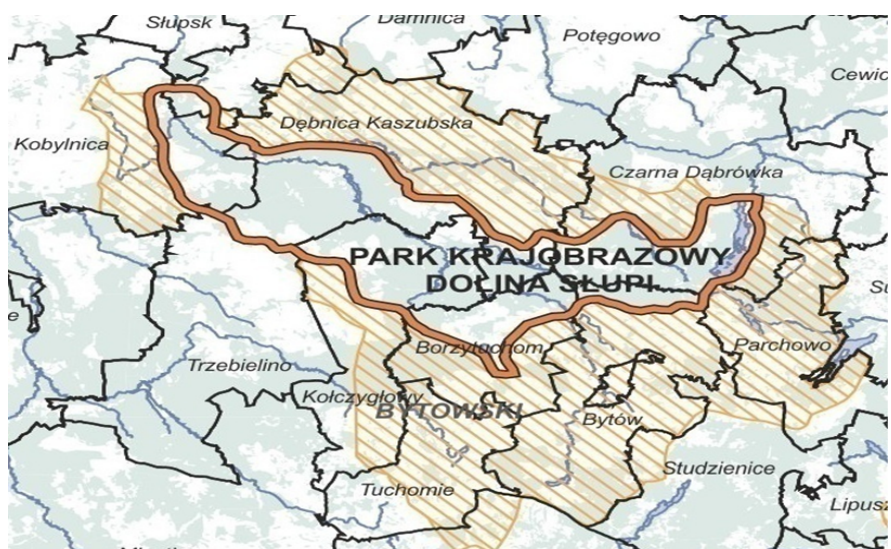 Słupsk
Damnica
Potęgowo
Cewic
Dębnica Kaszubska
Kobylnica
Czarna Dąbrówka
PARK KRAJOBRAZOWY
DOLINA SŁUPI
Su
e
Borzytuchom
Parchowo
Trzebielino
Kołczygłowy
BYTOWSKI
Bytów
Studzienice
Tuchomie
Lipusz